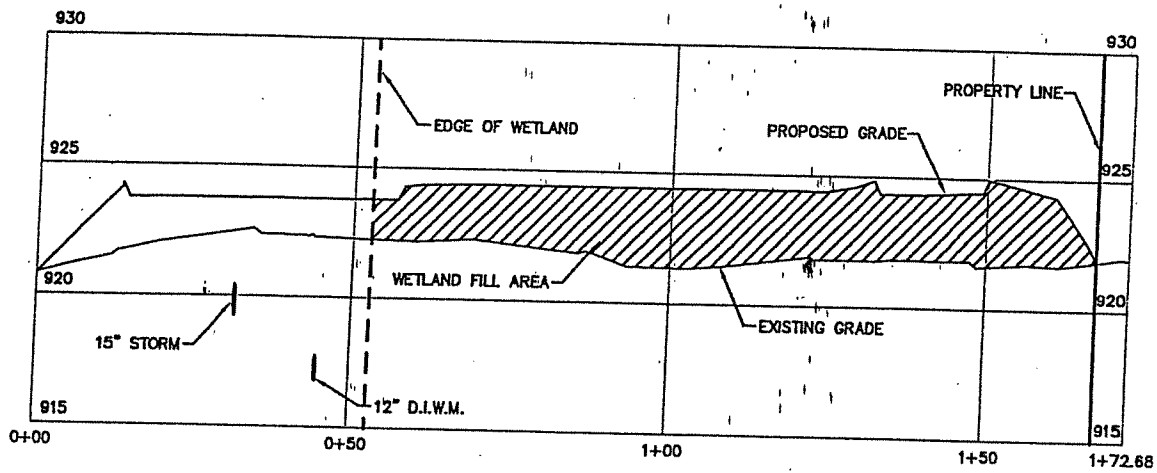 930
930
PROPERTY LINE
EDGE OF WETLAND
PROPOSED GRADE
925
925
WETLAND FILL AREA
920
920
EXISTING GRADE
15" STORM
12" D.I.W.M.
915
915
0+00
0+50
1+00
1+50
1+72.68